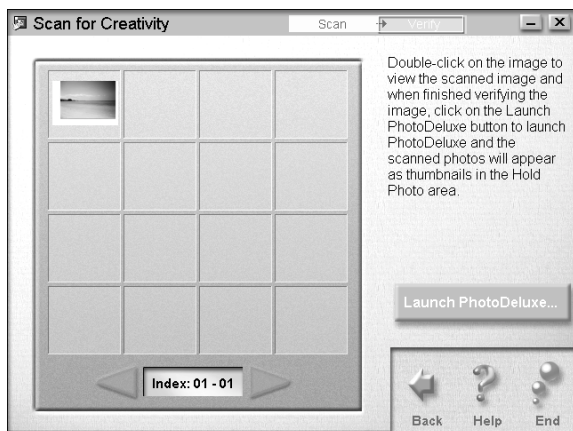 Scan for Creativity
Scan
Verify
Double-click on the image to
view the scanned image and
when finished verifying the
image, click on the Launch
PhotoDeluxe button to launch
PhotoDeluxe and the
scanned photos will appear
as thumbnails in the Hold
Photo area.
Launch PhotoDeluxe...
Index: 01 - 01
Back
Help
End